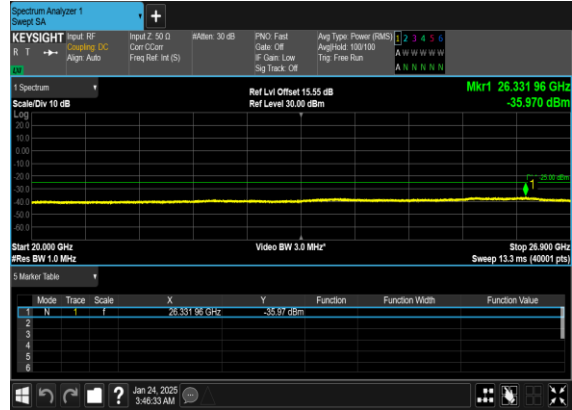 Spectrum Analyzer 1
Swept SA
+
KEYSIGHT Input: RF Input Z: 50 Ω #Atten: 30 dB PNO: Fast Avg Type: Power (RMS) 1 2 3 4 5 6
R T Coupling: DC Corr CCorr Gate: Off Avg|Hold: 100/100 A W W W W W
Align: Auto Freq Ref: Int (S) IF Gain: Low Trig: Free Run
Sig Track: Off A N N N N N
1 Spectrum Ref Lvl Offset 15.55 dB Mkr1 26.331 96 GHz
Scale/Div 10 dB Ref Level 30.00 dBm -35.970 dBm
Log
20.0
10.0
0.00
-10.0
-20.0
-25.00 dBm
1
-30.0
-40.0
-50.0
-60.0
Start 20.000 GHz Video BW 3.0 MHz* Stop 26.900 GHz
#Res BW 1.0 MHz Sweep 13.3 ms (40001 pts)
5 Marker Table
Mode Trace Scale X Y Function Function Width Function Value
1 N 1 f 26.331 96 GHz -35.97 dBm
2
3
4
5
6
? Jan 24, 2025
3:46:33 AM